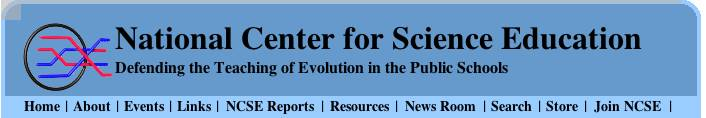 National Center for Science Education
Defending the Teaching of Evolution in the Public Schools
Home | About | Events | Links | NCSE Reports | Resources | News Room | Search | Store | Join NCSE |